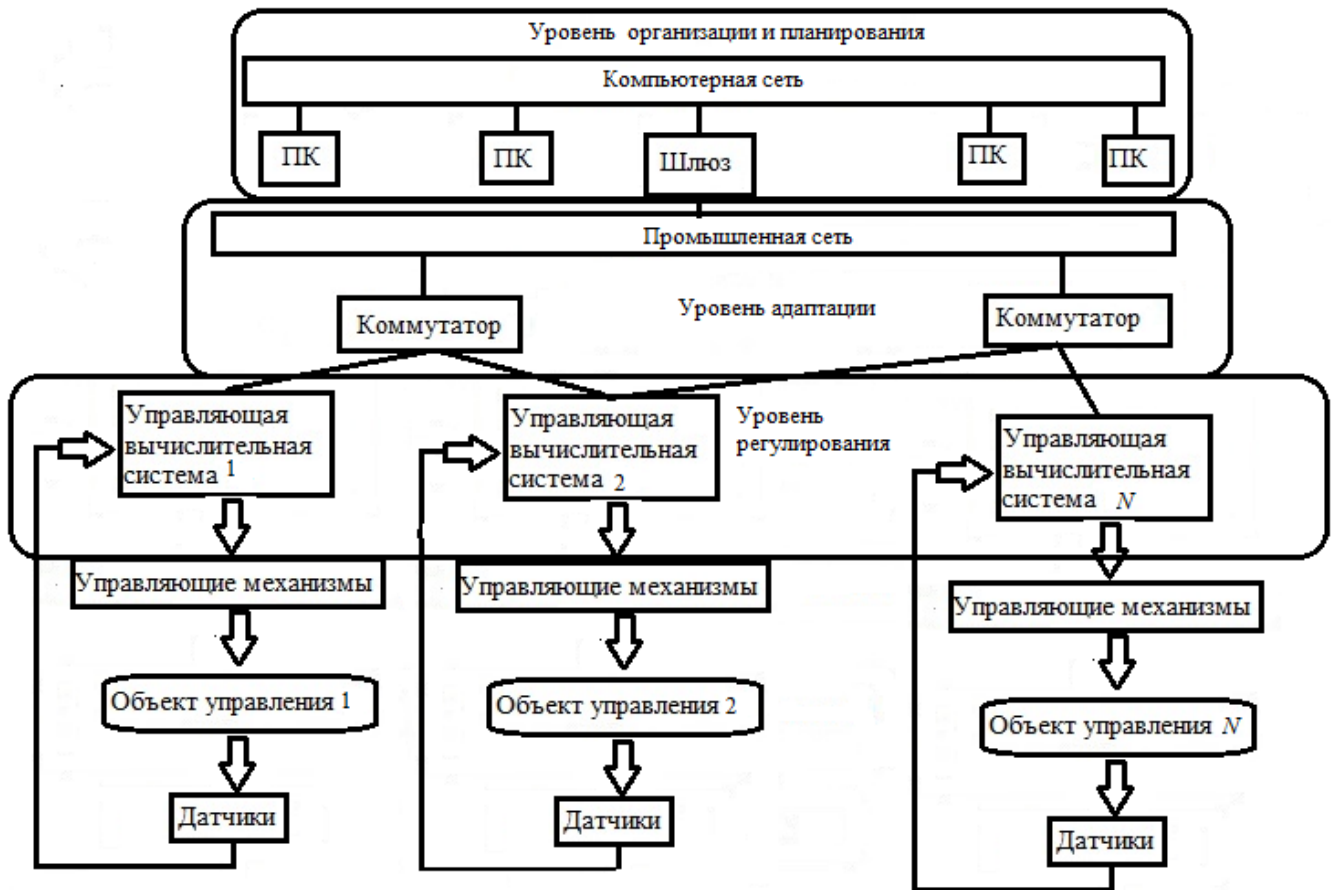 Уровень организации и планирования
Компьютерная сеть
ПК
ПК
Шлюз
ПК
ПК
Промышленная сеть
Уровень адаптации
Коммутатор
Коммутатор
Управляющая
вычислительная
система 1
Управляющая
вычислительная
система 2
Уровень
регулирования
Управляющая
вычислительная
система N
Управляющие механизмы
Управляющие механизмы
Управляющие механизмы
Объект управления 1
Объект управления 2
Объект управления N
Датчики
Датчики
Датчики